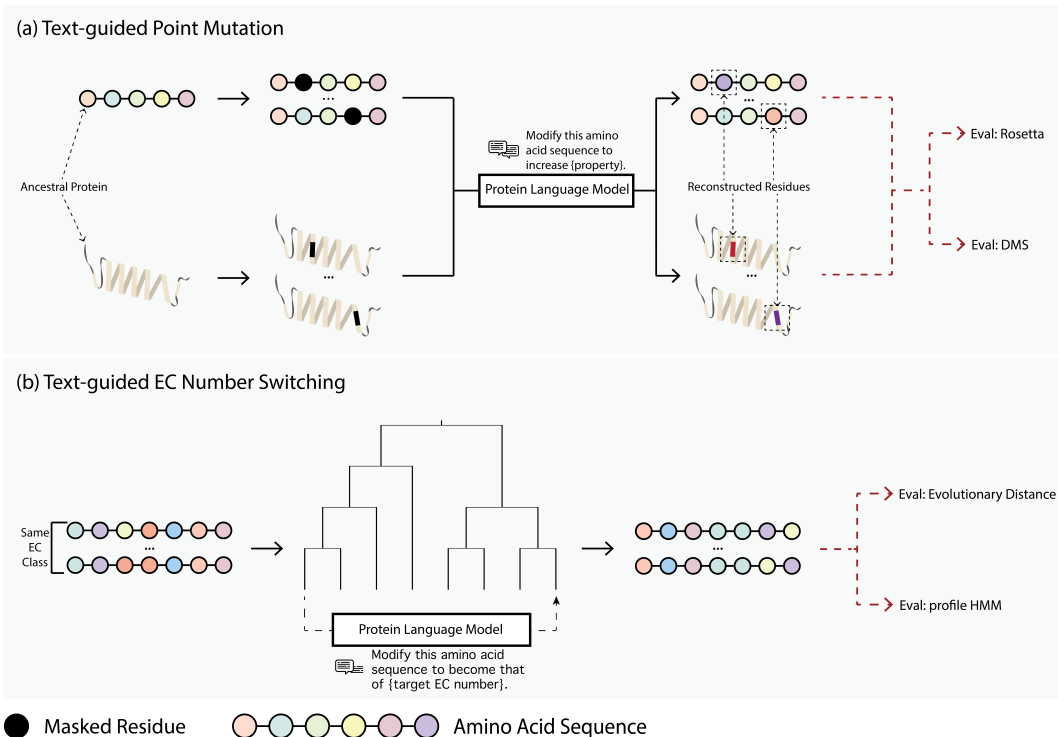 (a) Text-guided Point Mutation
...
Modify this amino
acid sequence to
increase {property}.
...
Eval: Rosetta
Ancestral Protein
Protein Language Model
Reconstructed Residues
Eval: DMS
...
...
(b) Text-guided EC Number Switching
Eval: Evolutionary Distance
Same
EC
Class
...
...
Eval: profile HMM
Protein Language Model
Modify this amino acid
sequence to become that
of {target EC number}.
Masked Residue
Amino Acid Sequence